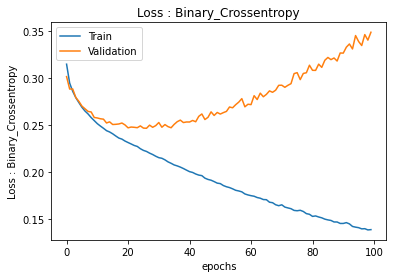 Loss : Binary_Crossentropy
Train
Validation
Loss : Binary_Crossentropy
0.35
0.30
0.25
0.20
0.15
0
20
40
60
80
100
epochs